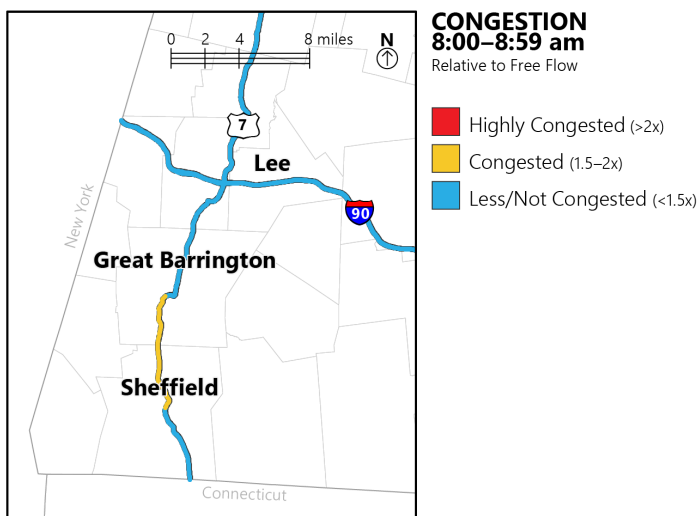 CONGESTION
8:00–8:59 am
Relative to Free Flow
Highly Congested (>2x)
Congested (1.5–2x)
Less/Not Congested (<1.5x)
0 2 4 8 miles
N
7
Lee
90
New York
Great Barrington
Sheffield
Connecticut